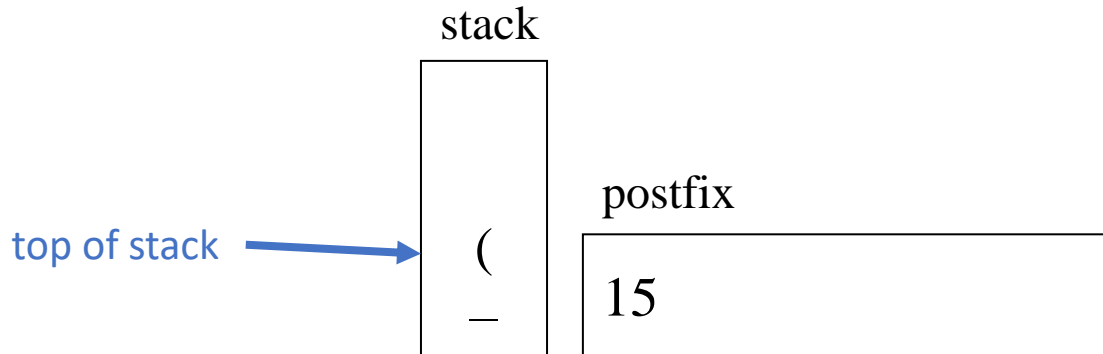 stack
postfix
top of stack
(
15
–